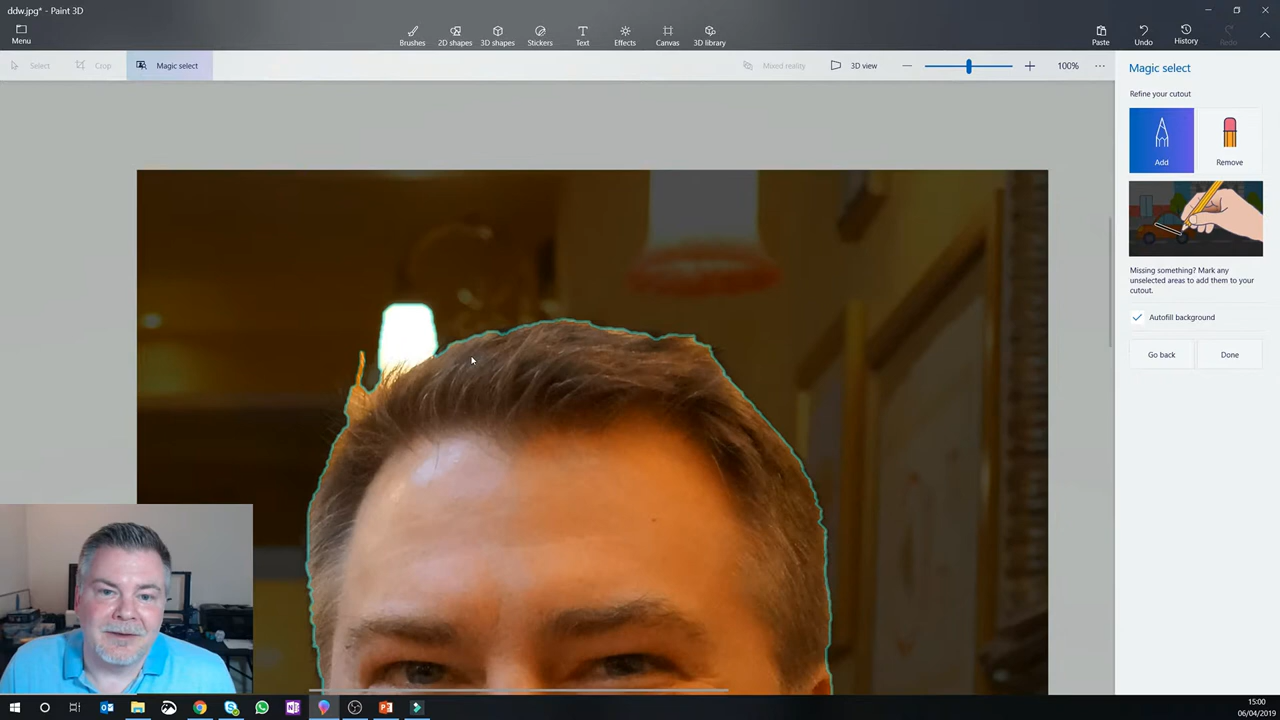 ddw.jpg* - Paint 3D
Menu
Brushes
2D shapes
3D shapes
Stickers
Text
Effects
Canvas
3D library
Paste
Undo
History
Redo
Select
Crop
Magic select
Mixed reality
3D view
100%
Magic select
Refine your cutout
Add
Remove
Missing something? Mark any
unselected areas to add them to your
cutout.
Autofill background
Go back
Done
15:00
06/04/2019